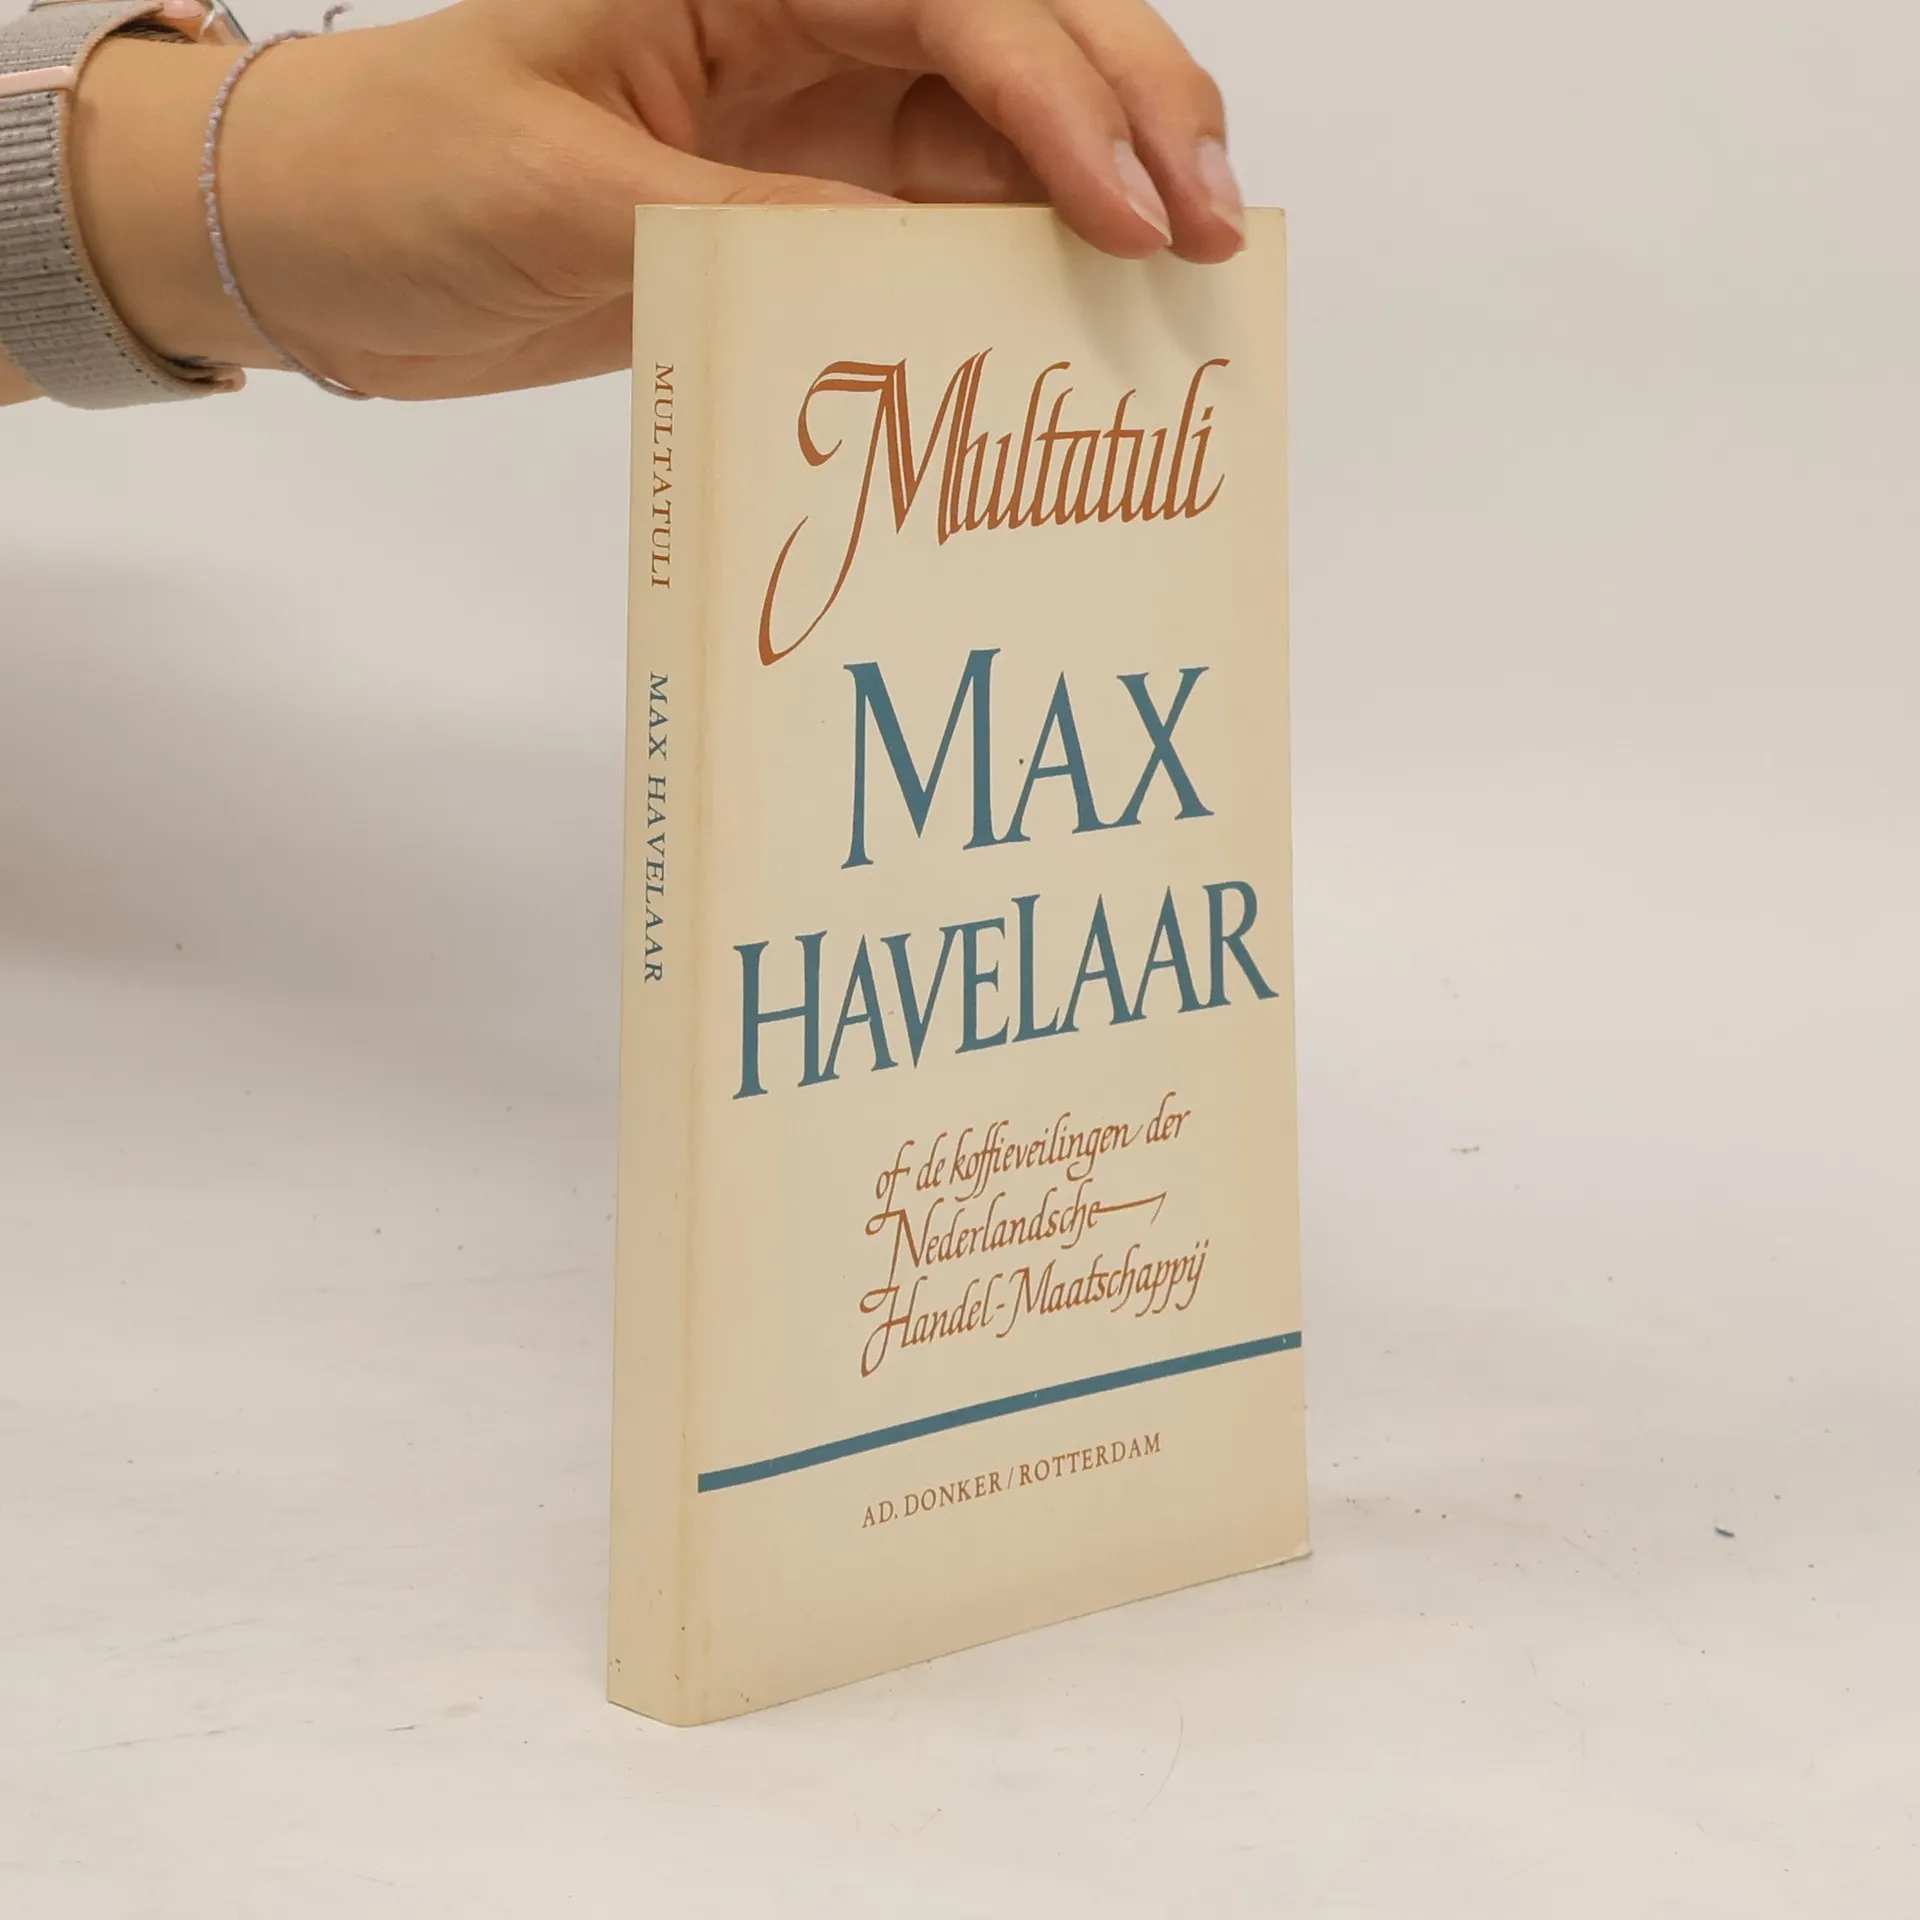 MULTATULI MAX HAVELAAR
Multatuli
MAX
HAVELAAR
of de koffieveilingen der
Nederlandsche
Handel-Maatschappij
AD. DONKER / ROTTERDAM